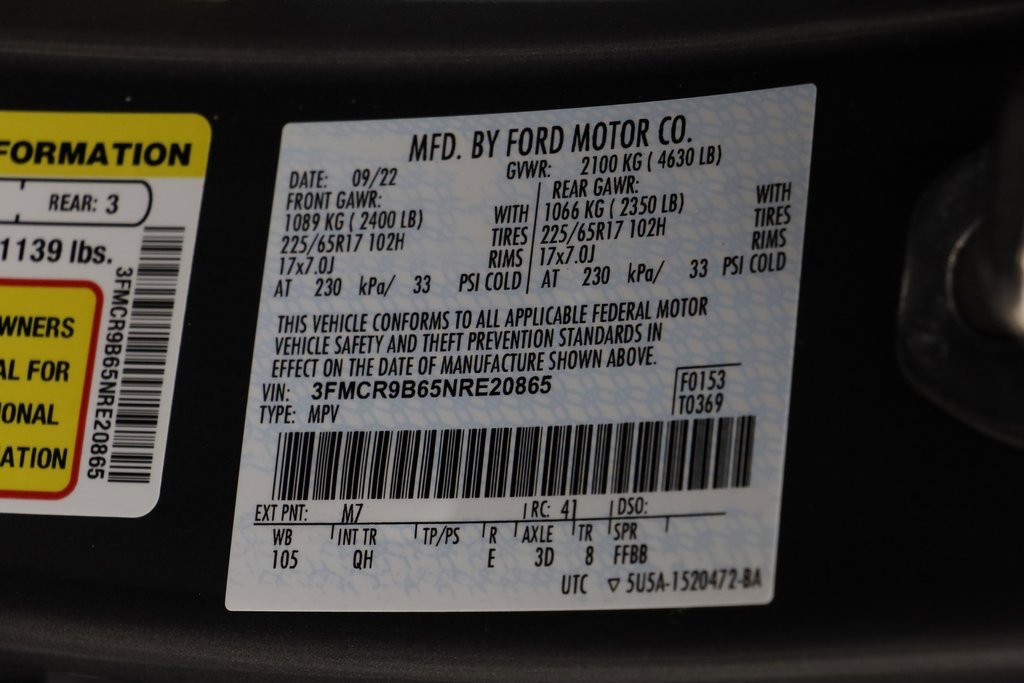 FORMATION
REAR: 3
1139 lbs.
WNERS
AL FOR
IONAL
ATION
3FMCR9B65NRE20865
MFD. BY FORD MOTOR CO.
DATE: 09/22 GVWR: 2100 KG ( 4630 LB)
FRONT GAWR: REAR GAWR:
1089 KG ( 2400 LB) WITH 1066 KG ( 2350 LB) WITH
225/65R17 102H TIRES 225/65R17 102H TIRES
17x7.0J RIMS 17x7.0J RIMS
AT 230 kPa/ 33 PSI COLD AT 230 kPa/ 33 PSI COLD
THIS VEHICLE CONFORMS TO ALL APPLICABLE FEDERAL MOTOR
VEHICLE SAFETY AND THEFT PREVENTION STANDARDS IN
EFFECT ON THE DATE OF MANUFACTURE SHOWN ABOVE.
VIN: 3FMCR9B65NRE20865 F0153
TYPE: MPV T0369
EXT PNT: M7 RC: 41 DSO:
WB INT TR TP/PS R AXLE TR SPR
105 QH E 3D 8 FFBB
UTC ▽ 5U5A-1520472-BA